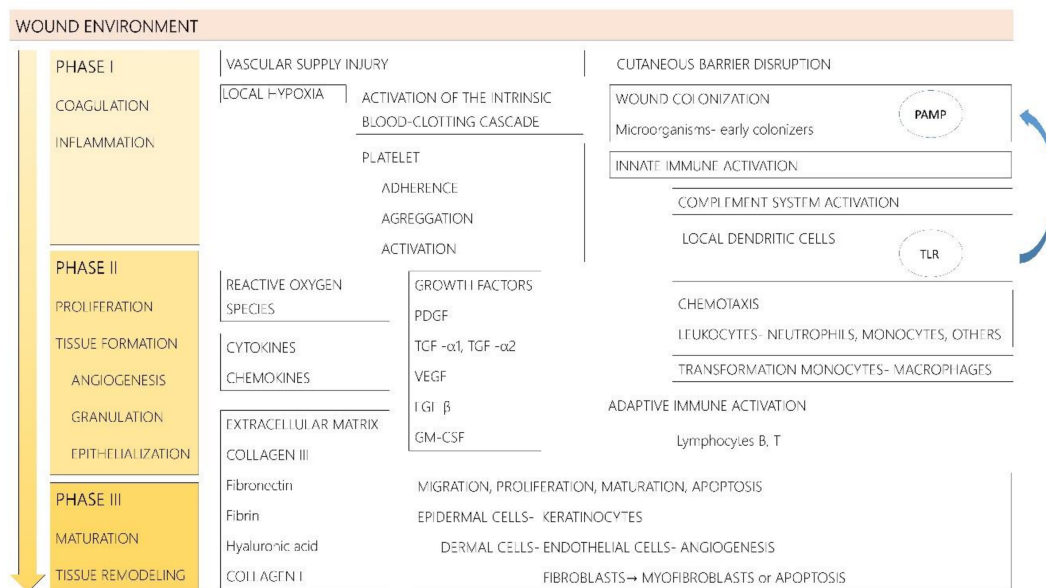 WOUND ENVIRONMENT
PHASE I
COAGULATION
INFLAMMATION
PHASE II
PROLIFERATION
TISSUE FORMATION
ANGIOGENESIS
GRANULATION
EPITHELIALIZATION
PHASE III
MATURATION
TISSUE REMODELING
VASCULAR SUPPLY INJURY
LOCAL HYPOXIA
ACTIVATION OF THE INTRINSIC
BLOOD-CLOTTING CASCADE
PLATELET
ADHERENCE
AGREGGATION
ACTIVATION
REACTIVE OXYGEN
SPECIES
CYTOKINES
CHEMOKINES
EXTRACELLULAR MATRIX
COLLAGEN III
Fibronectin
Fibrin
Hyaluronic acid
COLLAGEN I
GROWTH FACTORS
PDGF
TGF -α1, TGF -α2
VEGF
β
GM-CSF
CUTANEOUS BARRIER DISRUPTION
WOUND COLONIZATION
Microorganisms- early colonizers
PAMP
INNATE IMMUNE ACTIVATION
COMPLEMENT SYSTEM ACTIVATION
LOCAL DENDRITIC CELLS
TLR
CHEMOTAXIS
LEUKOCYTES- NEUTROPHILS, MONOCYTES, OTHERS
TRANSFORMATION MONOCYTES- MACROPHAGES
ADAPTIVE IMMUNE ACTIVATION
Lymphocytes B, T
MIGRATION, PROLIFERATION, MATURATION, APOPTOSIS
EPIDERMAL CELLS- KERATINOCYTES
DERMAL CELLS- ENDOTHELIAL CELLS- ANGIOGENESIS
FIBROBLASTS→ MYOFIBROBLASTS or APOPTOSIS